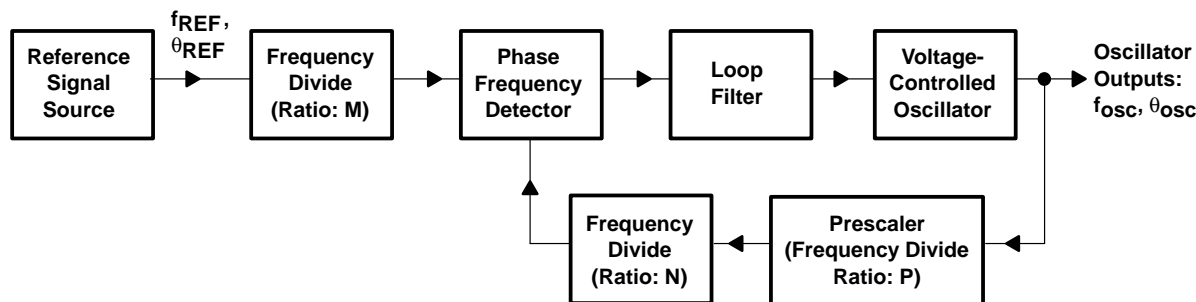 fREF,
θREF
Reference
Signal
Source
Frequency
Divide
(Ratio: M)
Phase
Frequency
Detector
Loop
Filter
Voltage-
Controlled
Oscillator
Oscillator
Outputs:
fosc, θosc
Frequency
Divide
(Ratio: N)
Prescaler
(Frequency Divide
Ratio: P)